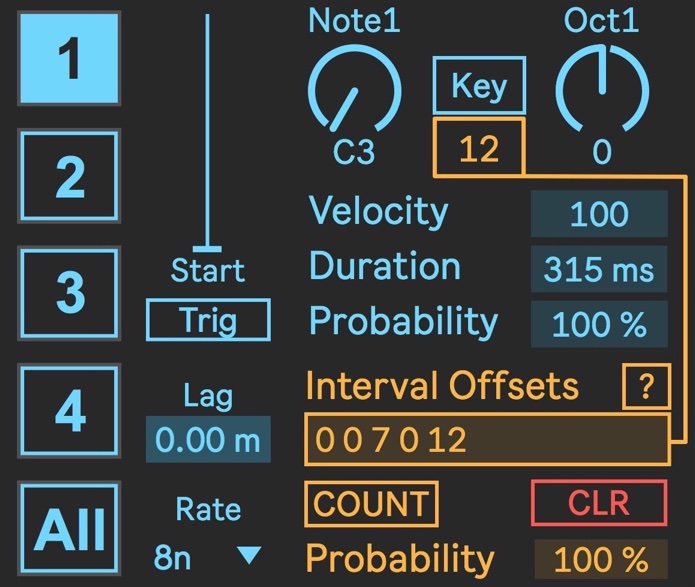 1
2
3
4
All
Start
Trig
Lag
0.00 m
Rate
8n
Note1
C3
Key
12
Oct1
0
Velocity 100
Duration 315 ms
Probability 100 %
Interval Offsets ?
0 0 7 0 12
COUNT CLR
Probability 100 %